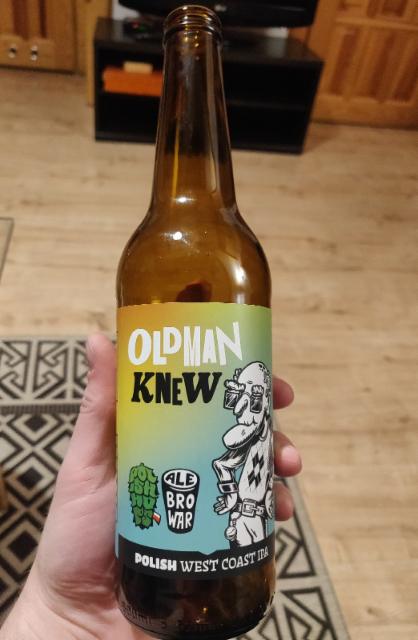 OLDMAN
KNEW
ALE
BRO
WAR
POLISH WEST COAST IPA